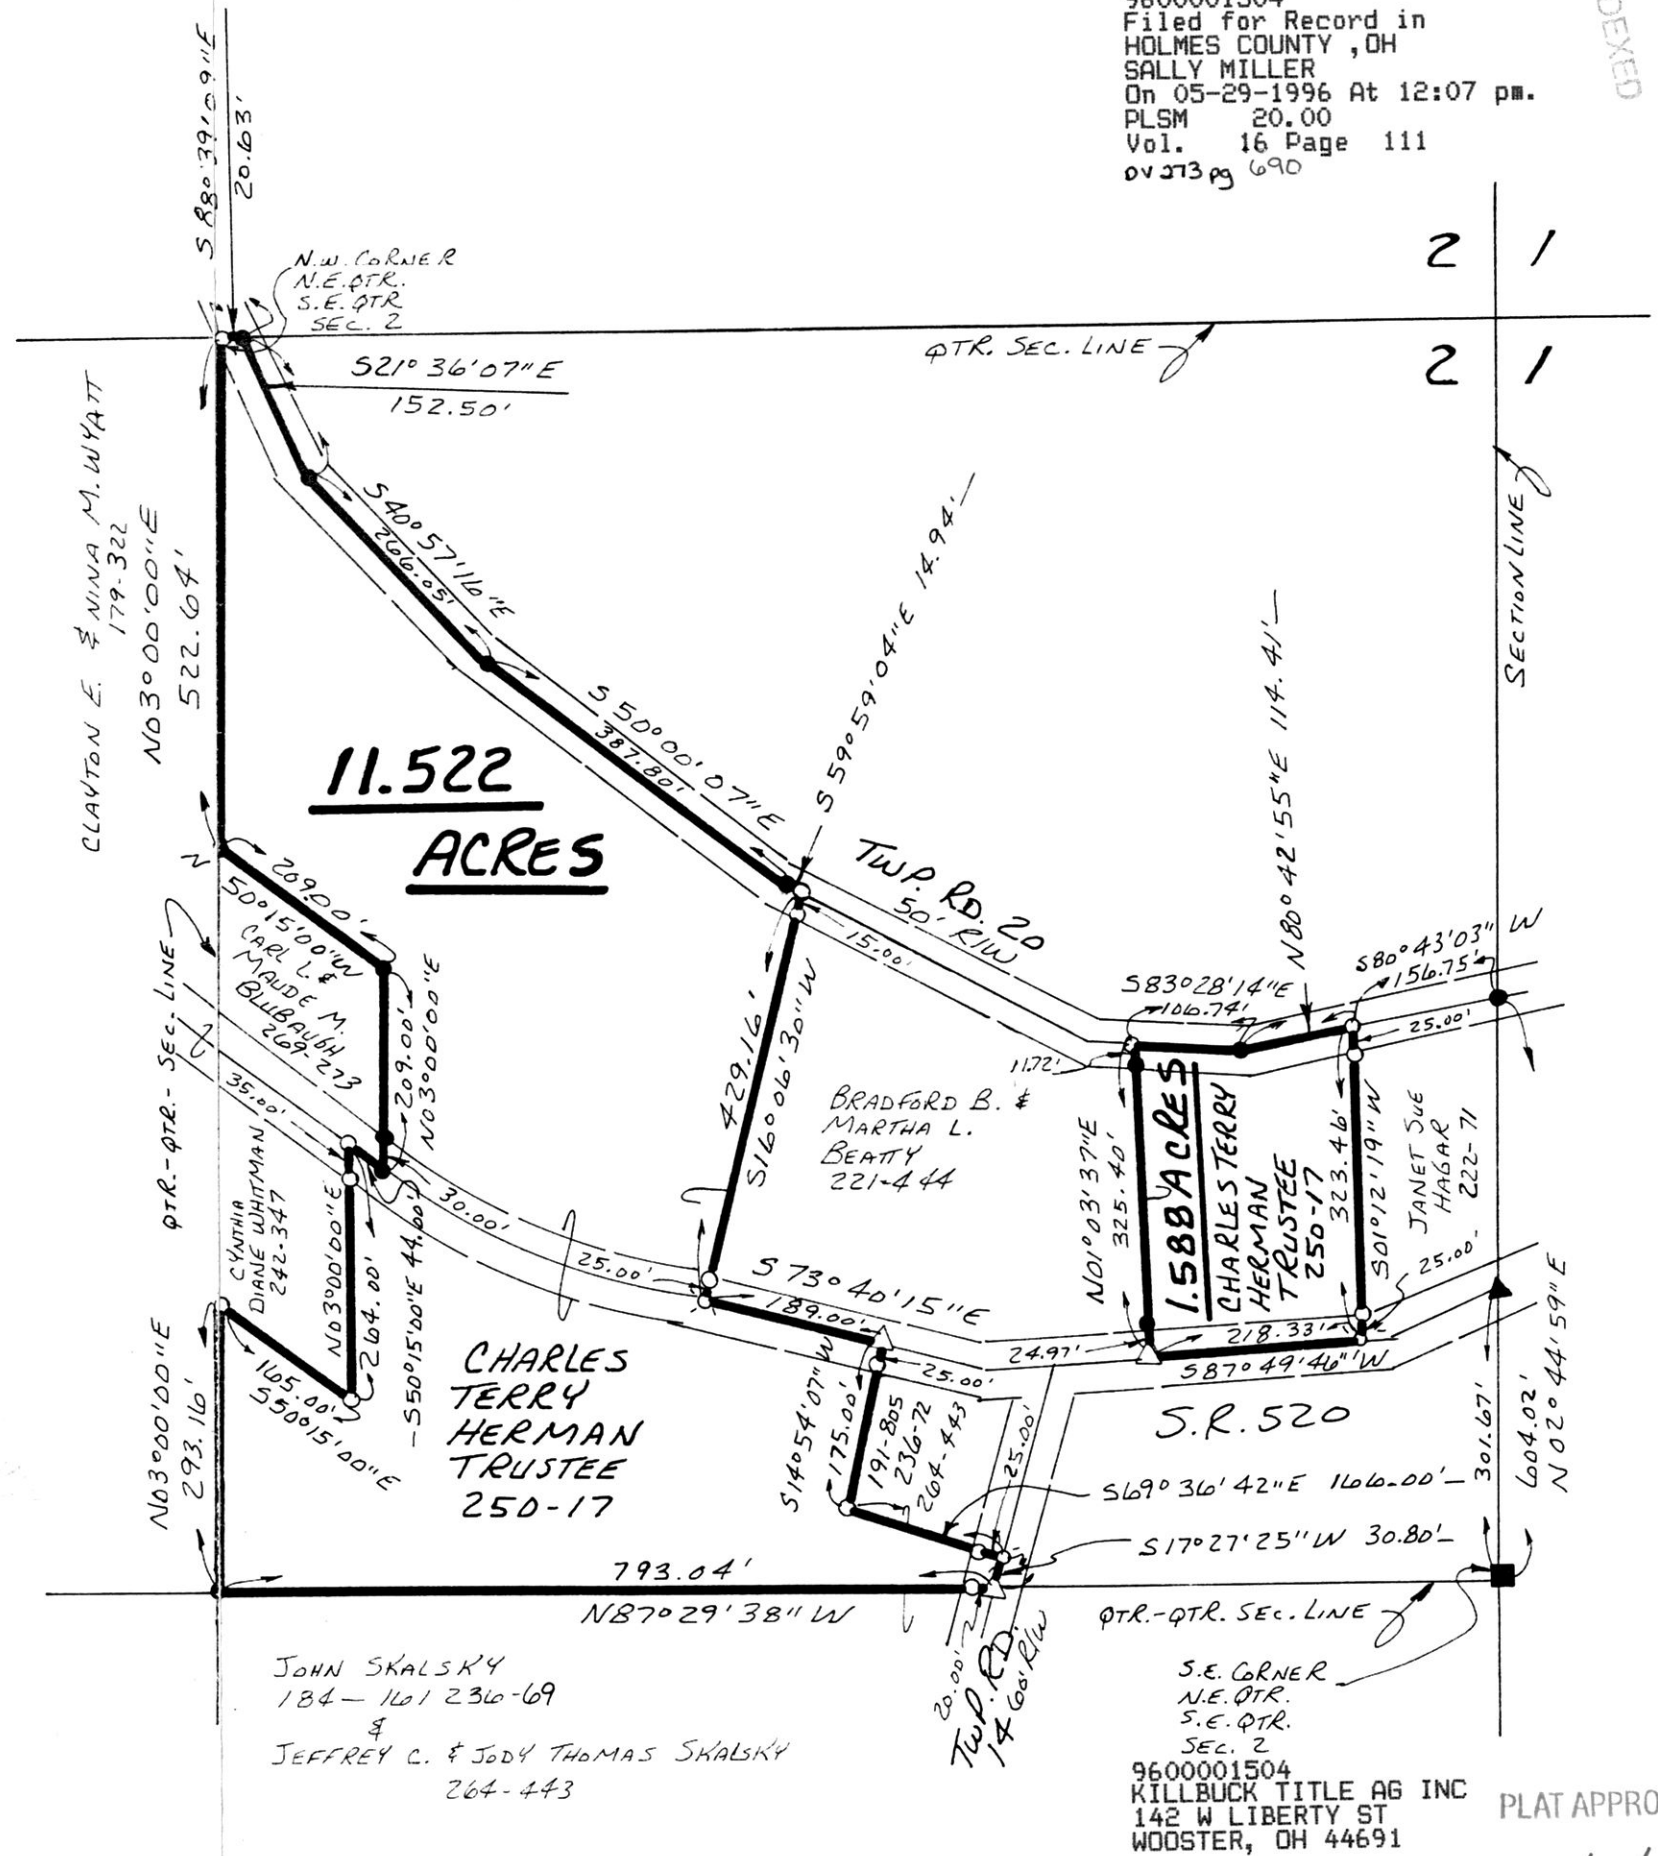 Filed for Record in
HOLMES COUNTY ,OH
SALLY MILLER
On 05-29-1996 At 12:07 pm.
PLSM 20.00
Vol. 16 Page 111
DV 273 pg 690
S 88°39'09"E
20.63'
N.W. CORNER
N.E. QTR.
S.E. QTR
SEC. 2
2 1
QTR. SEC. LINE
2 1
S21°36'07"E
152.50'
CLAYTON E. & NINA M. WYATT
179-322
N03°00'00"E
522.64'
S40°57'16"E
266.05'
S59°59'04"E 14.94'
SECTION LINE
S50°00'07"E
387.80'
11.522
ACRES
N80°42'55"E 114.41'
TWP. RD. 20
50' R/W
15.00'
S80°43'03"W
156.75'
25.00'
S83°28'14"E
106.74'
11.72'
N
50°15'00"W
209.00'
CARL L. &
MAUDE M.
BLUBAUGH
269-273
209.00'
N03°00'00"E
QTR.-QTR. SEC. LINE
35.00'
429.16'
S16°06'30"W
BRADFORD B. &
MARTHA L.
BEATTY
221-444
N01°03'37"E
325.40'
1.588 ACRES
CHARLES TERRY
HERMAN
TRUSTEE
250-17
323.46'
S01°12'19"W
JANET SUE
HAGAR
222-71
25.00'
CYNTHIA
DIANE WHITMAN
242-347
N03°00'00"E
264.00'
S50°15'00"E 44.00'
30.00'
25.00'
S73°40'15"E
189.00'
24.97'
218.33'
S87°49'46"W
S.R. 520
N03°00'00"E
293.16'
165.00'
S50°15'00"E
CHARLES
TERRY
HERMAN
TRUSTEE
250-17
S14°54'07"W
175.00'
25.00'
191-805
236-72
264-443
25.00'
S69°36'42"E 166.00'
S17°27'25"W 30.80'
301.67'
604.02'
N02°44'59"E
793.04'
N87°29'38"W
QTR.-QTR. SEC. LINE
20.00'
TWP. RD.
14 60' R/W
JOHN SKALSKY
184-161 236-69
&
JEFFREY C. & JODY THOMAS SKALSKY
264-443
S.E. CORNER
N.E. QTR.
S.E. QTR.
SEC. 2
9600001504
KILLBUCK TITLE AG INC
142 W LIBERTY ST
WOOSTER, OH 44691
PLAT APPRO